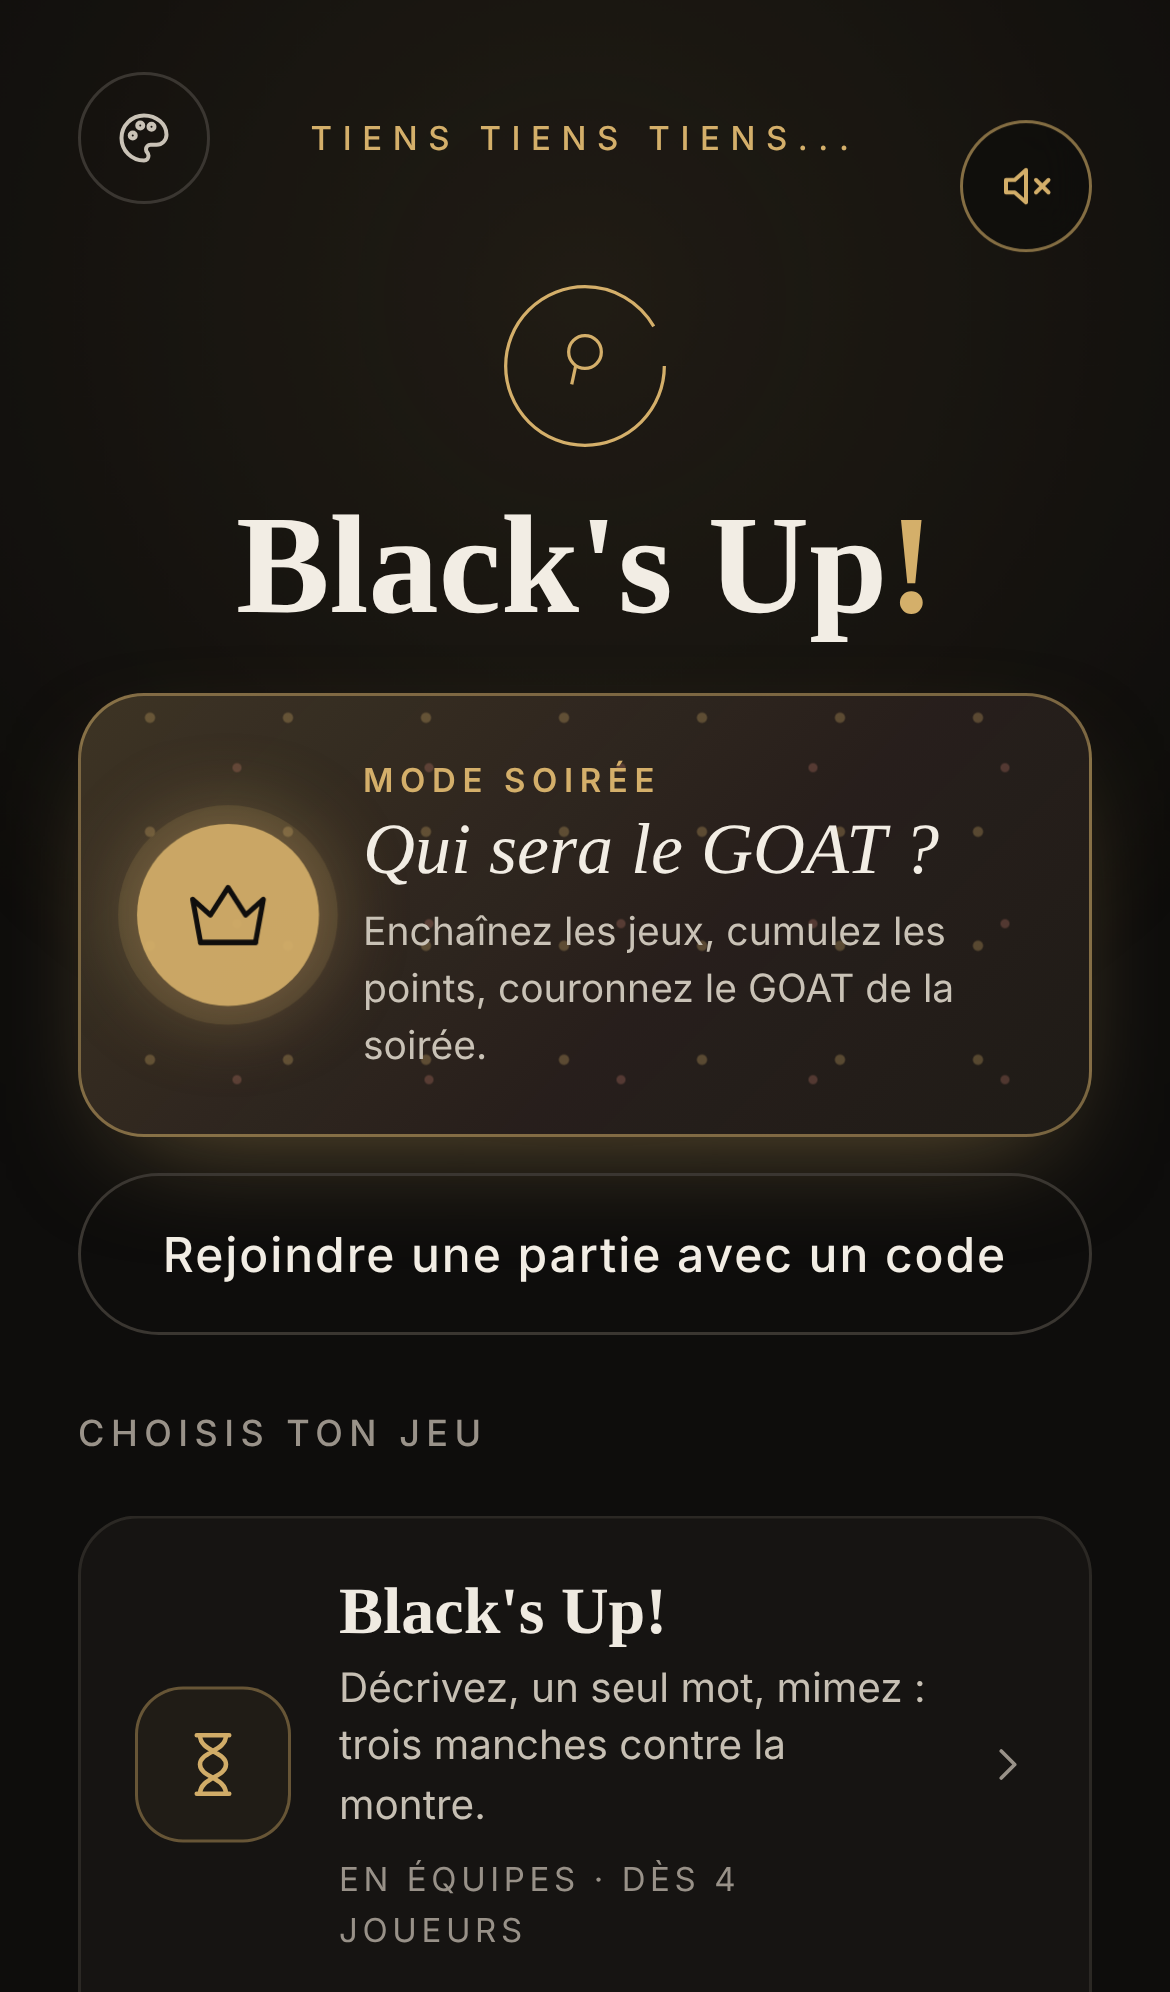 TIENS TIENS TIENS...
Black's Up!
MODE SOIRÉE
Qui sera le GOAT ?
Enchaînez les jeux, cumulez les
points, couronnez le GOAT de la
soirée.
Rejoindre une partie avec un code
CHOISIS TON JEU
Black's Up!
Décrivez, un seul mot, mimez :
trois manches contre la
montre.
EN ÉQUIPES · DÈS 4
JOUEURS